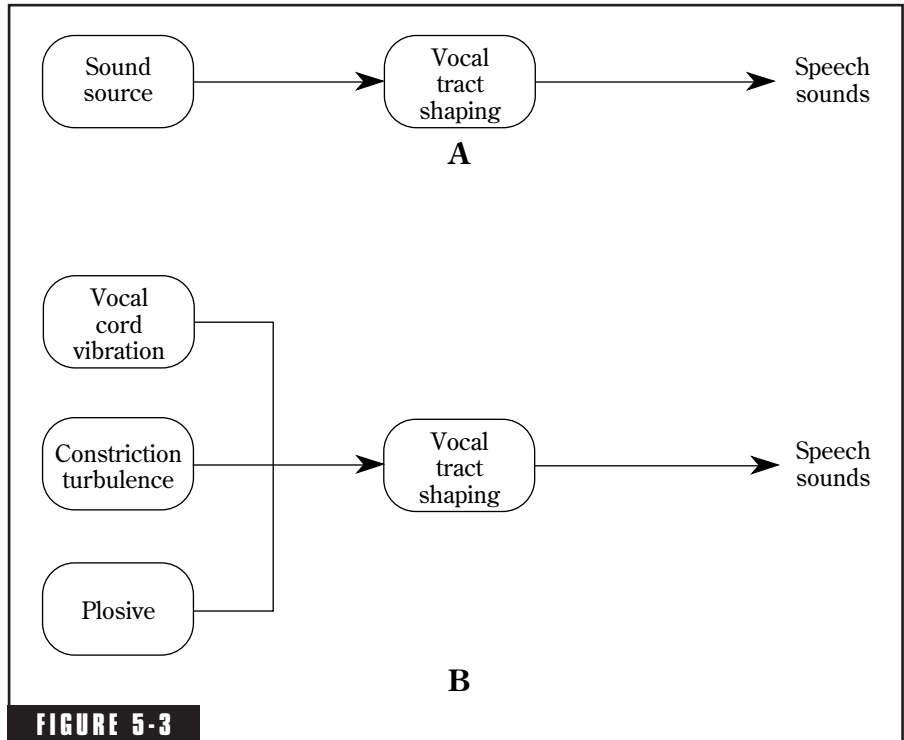 Sound
source
Vocal
tract
shaping
Speech
sounds
A
Vocal
cord
vibration
Constriction
turbulence
Plosive
Vocal
tract
shaping
Speech
sounds
B
FIGURE 5-3